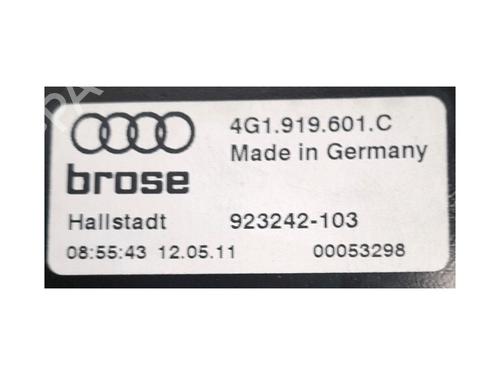 4G1.919.601.C
Made in Germany
brose
Hallstadt 923242-103
08:55:43 12.05.11 00053298